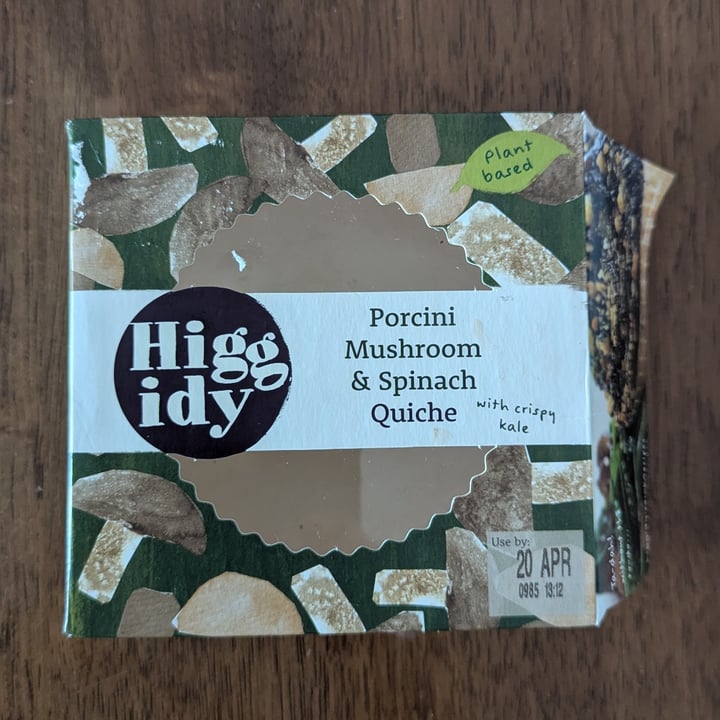 plant
based
Higg
idy
Porcini
Mushroom
& Spinach
Quiche
with crispy
kale
Use by:
20 APR
0985 13:12